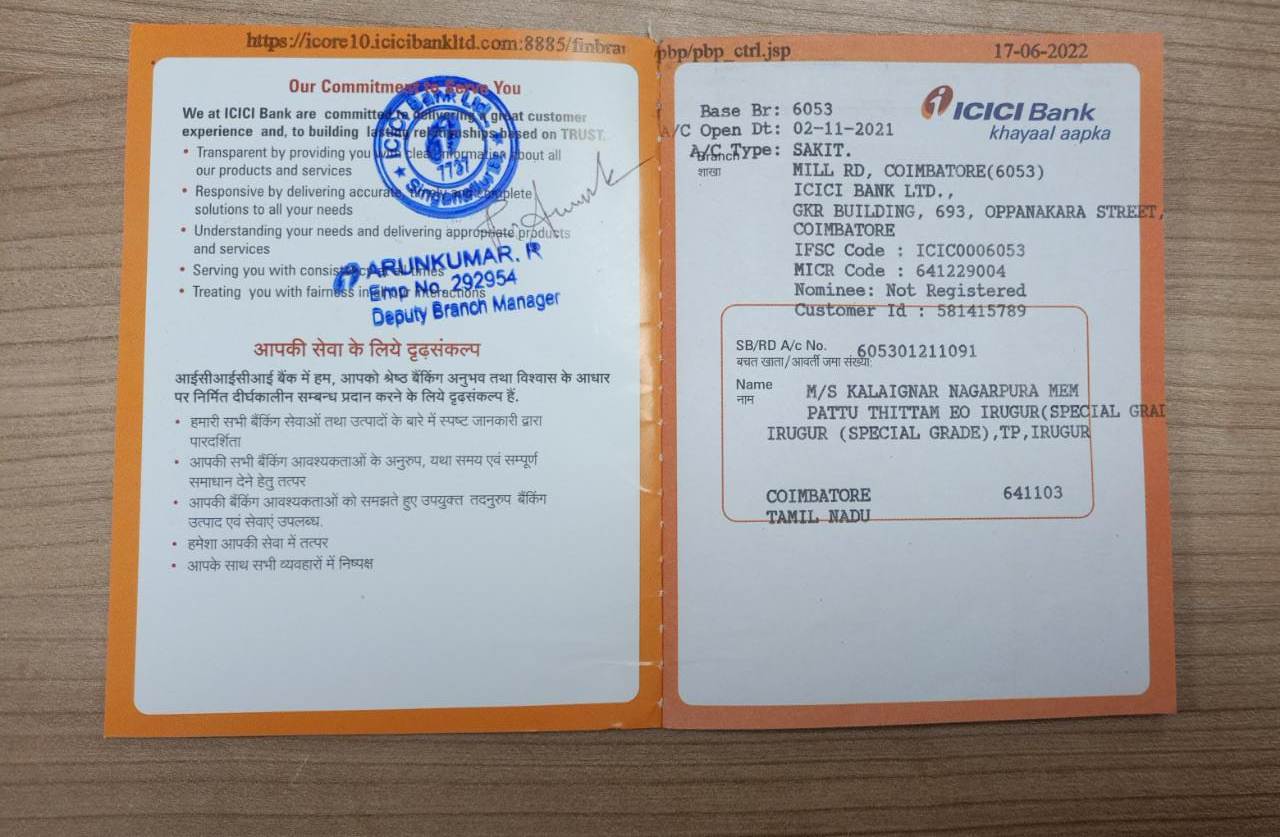 https://icore10.icicibankltd.com:8885/finbran
pbp/pbp_ctrl.jsp 17-06-2022
Our Commitment to Serve You
We at ICICI Bank are committed to delivering a great customer
experience and, to building lasting relationships based on TRUST.
• Transparent by providing you with clear information about all
our products and services
• Responsive by delivering accurate, timely and complete
solutions to all your needs
• Understanding your needs and delivering appropriate products
and services
• Serving you with consistency at all times
• Treating you with fairness in all our interactions
ICICI Bank Ltd.
7737
Singanallur Br
ARUNKUMAR. R
Emp No. 292954
Deputy Branch Manager
आपकी सेवा के लिये दृढ़संकल्प
आईसीआईसीआई बैंक में हम, आपको श्रेष्ठ बैंकिंग अनुभव तथा विश्वास के आधार
पर निर्मित दीर्घकालीन सम्बन्ध प्रदान करने के लिये दृढ़संकल्प हैं.
• हमारी सभी बैंकिंग सेवाओं तथा उत्पादों के बारे में स्पष्ट जानकारी द्वारा
पारदर्शिता
• आपकी सभी बैंकिंग आवश्यकताओं के अनुरुप, यथा समय एवं सम्पूर्ण
समाधान देने हेतु तत्पर
• आपकी बैंकिंग आवश्यकताओं को समझते हुए उपयुक्त तदनुरुप बैंकिंग
उत्पाद एवं सेवाएं उपलब्ध.
• हमेशा आपकी सेवा में तत्पर
• आपके साथ सभी व्यवहारों में निष्पक्ष
ICICI Bank
khayaal aapka
Base Br: 6053
A/C Open Dt: 02-11-2021
A/C Type: SAKIT.
Branch
शाखा
MILL RD, COIMBATORE(6053)
ICICI BANK LTD.,
GKR BUILDING, 693, OPPANAKARA STREET,
COIMBATORE
IFSC Code : ICIC0006053
MICR Code : 641229004
Nominee: Not Registered
Customer Id : 581415789
SB/RD A/c No. 605301211091
बचत खाता/आवर्ती जमा संख्या:
Name M/S KALAIGNAR NAGARPURA MEM
नाम
PATTU THITTAM EO IRUGUR(SPECIAL GRAD
IRUGUR (SPECIAL GRADE),TP,IRUGUR
COIMBATORE 641103
TAMIL NADU